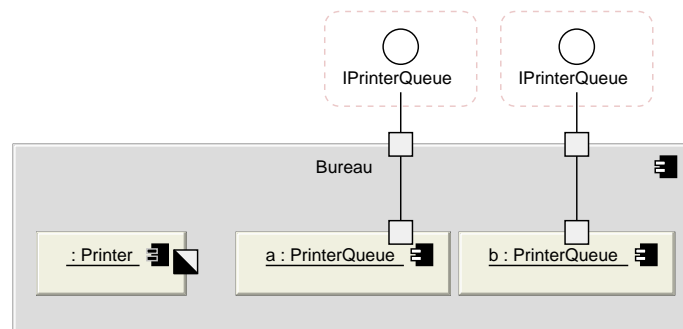 IPrinterQueue
IPrinterQueue
Bureau
: Printer
a : PrinterQueue
b : PrinterQueue